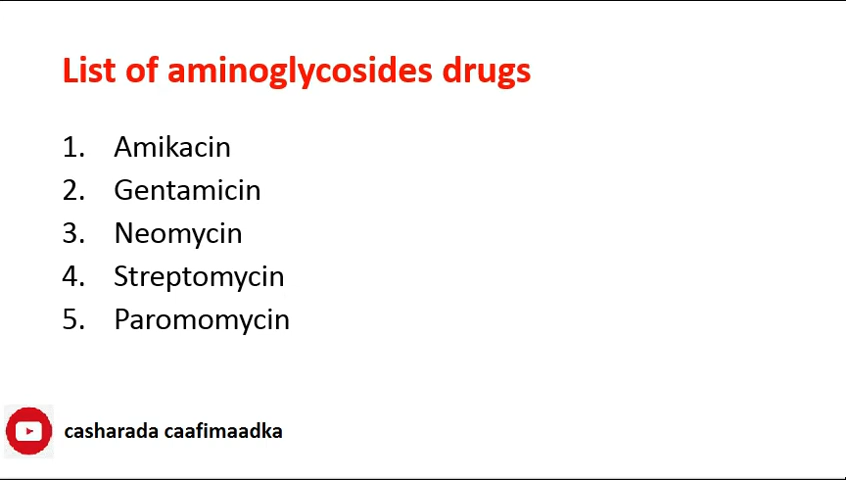 List of aminoglycosides drugs
1. Amikacin
2. Gentamicin
3. Neomycin
4. Streptomycin
5. Paromomycin
casharada caafimaadka